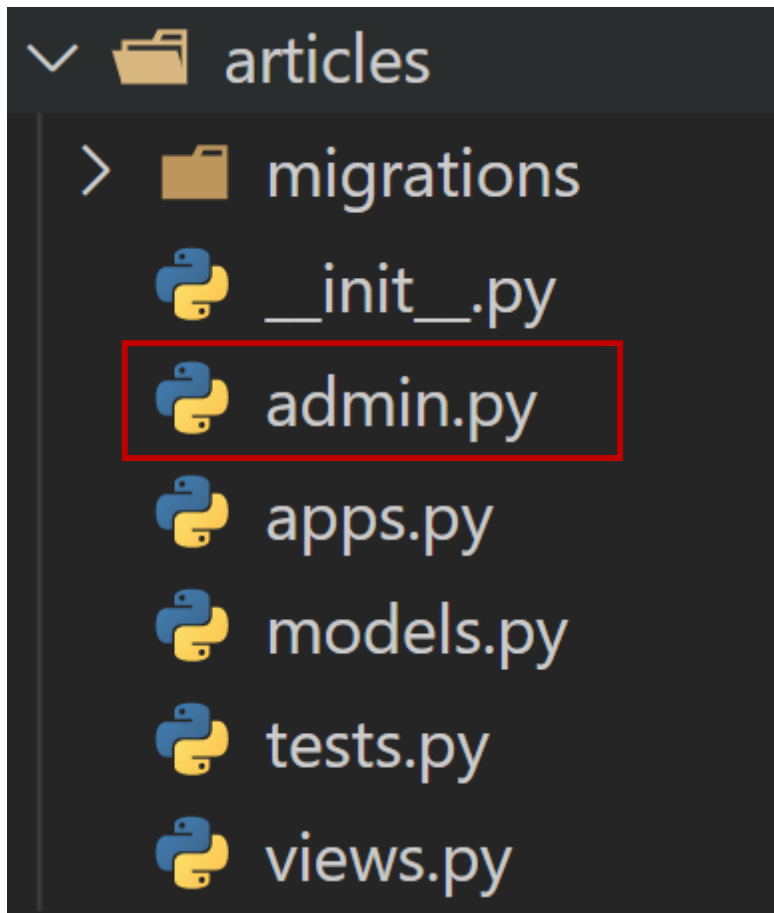 articles
migrations
__init__.py
admin.py
apps.py
models.py
tests.py
views.py